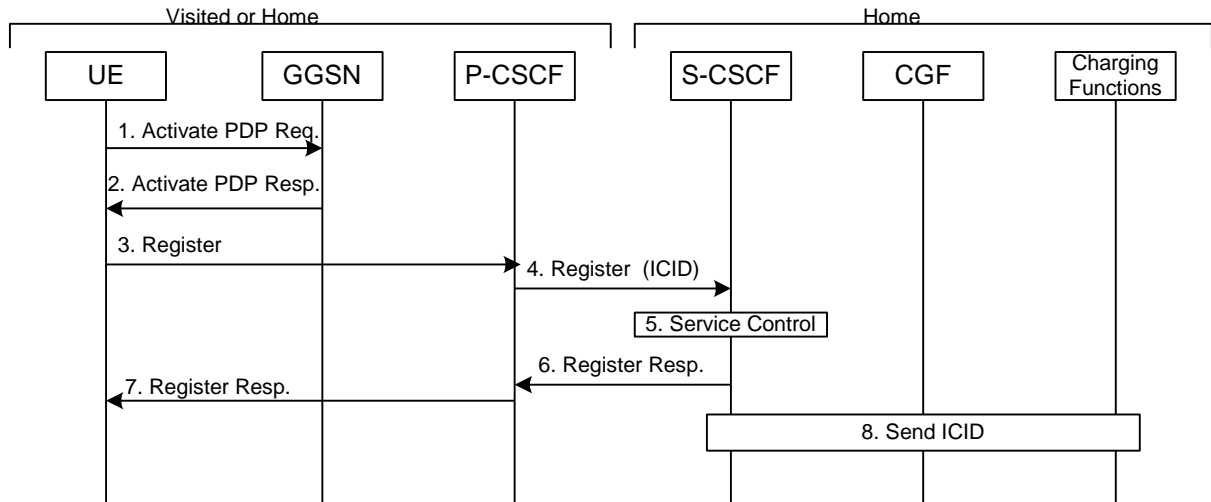 Visited or Home
Home
UE
GGSN
P-CSCF
S-CSCF
CGF
Charging
Functions
1. Activate PDP Req.
2. Activate PDP Resp.
3. Register
4. Register (ICID)
5. Service Control
6. Register Resp.
7. Register Resp.
8. Send ICID